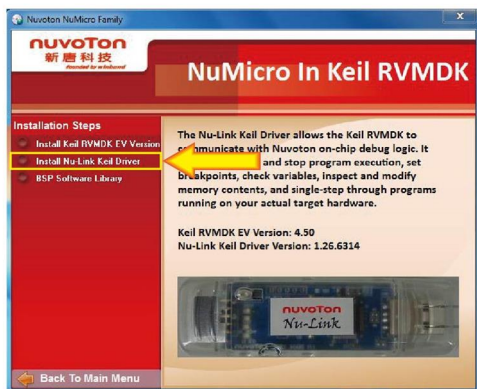 Nuvoton NuMicro Family
nuvoTon
新唐科技
Founded by winbond
NuMicro In Keil RVMDK
Installation Steps
Install Keil RVMDK EV Version
Install Nu-Link Keil Driver
BSP Software Library
The Nu-Link Keil Driver allows the Keil RVMDK to
communicate with Nuvoton on-chip debug logic. It
and stop program execution, set
breakpoints, check variables, inspect and modify
memory contents, and single-step through programs
running on your actual target hardware.
Keil RVMDK EV Version: 4.50
Nu-Link Keil Driver Version: 1.26.6314
nuvoTon
Nu-Link
Back To Main Menu